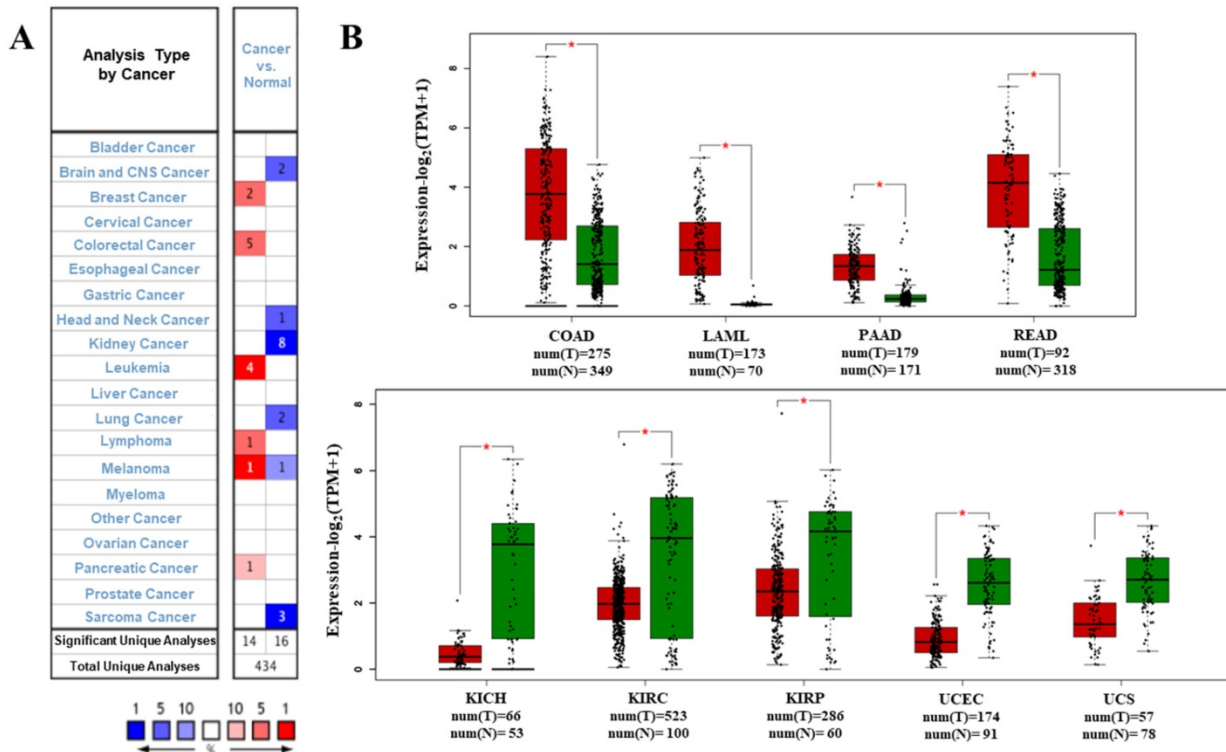 A
Analysis Type
by Cancer
Cancer
vs.
Normal
Bladder Cancer
Brain and CNS Cancer 2
Breast Cancer 2
Cervical Cancer
Colorectal Cancer 5
Esophageal Cancer
Gastric Cancer
Head and Neck Cancer 1
Kidney Cancer 8
Leukemia 4
Liver Cancer
Lung Cancer 2
Lymphoma 1
Melanoma 1 1
Myeloma
Other Cancer
Ovarian Cancer
Pancreatic Cancer 1
Prostate Cancer
Sarcoma Cancer 3
Significant Unique Analyses 14 16
Total Unique Analyses 434
1 5 10 10 5 1
%
B
Expression-log2(TPM+1)
8
6
4
2
0
* * * *
COAD LAML PAAD READ
num(T)=275 num(T)=173 num(T)=179 num(T)=92
num(N)=349 num(N)= 70 num(N)=171 num(N)= 318
Expression-log2(TPM+1)
8
6
4
2
0
* * * * *
KICH KIRC KIRP UCEC UCS
num(T)=66 num(T)=523 num(T)=286 num(T)=174 num(T)=57
num(N)= 53 num(N)= 100 num(N)= 60 num(N)= 91 num(N)= 78